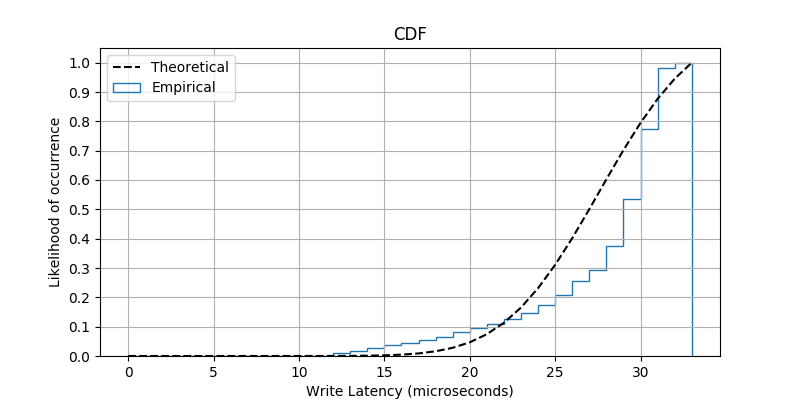 CDF
Theoretical
Empirical
Likelihood of occurrence
1.0
0.9
0.8
0.7
0.6
0.5
0.4
0.3
0.2
0.1
0.0
0 5 10 15 20 25 30
Write Latency (microseconds)